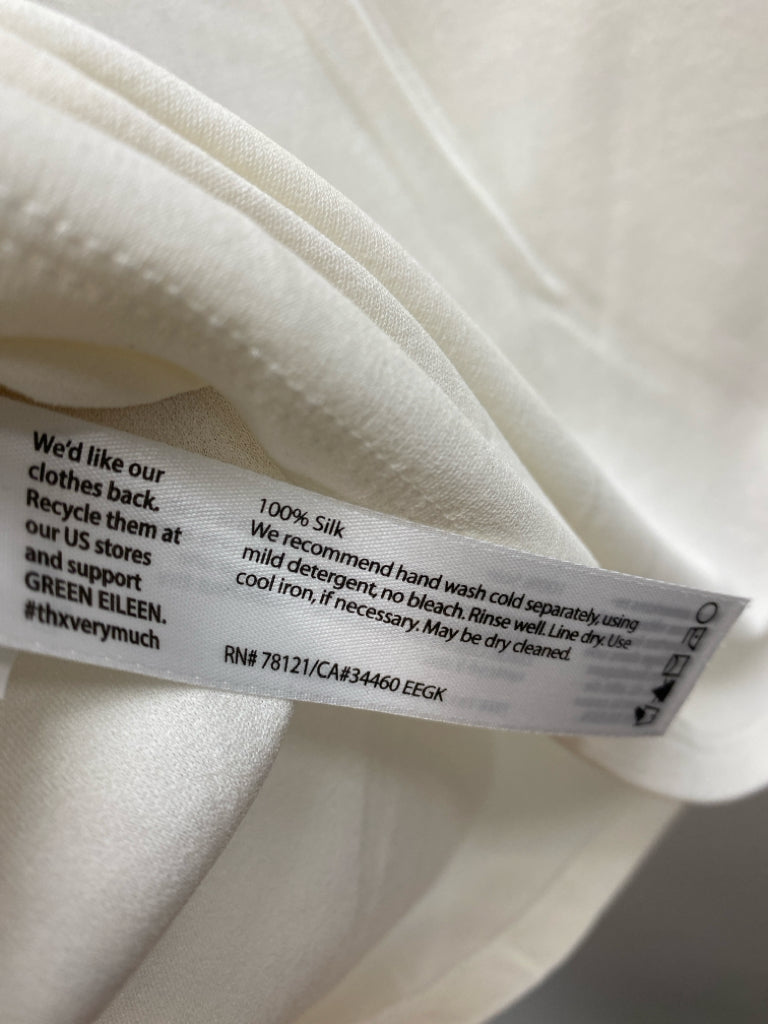 We'd like our
clothes back.
Recycle them at
our US stores
and support
GREEN EILEEN.
#thxverymuch
100% Silk
We recommend hand wash cold separately, using
mild detergent, no bleach. Rinse well. Line dry. Use
cool iron, if necessary. May be dry cleaned.
RN# 78121/CA#34460 EEGK